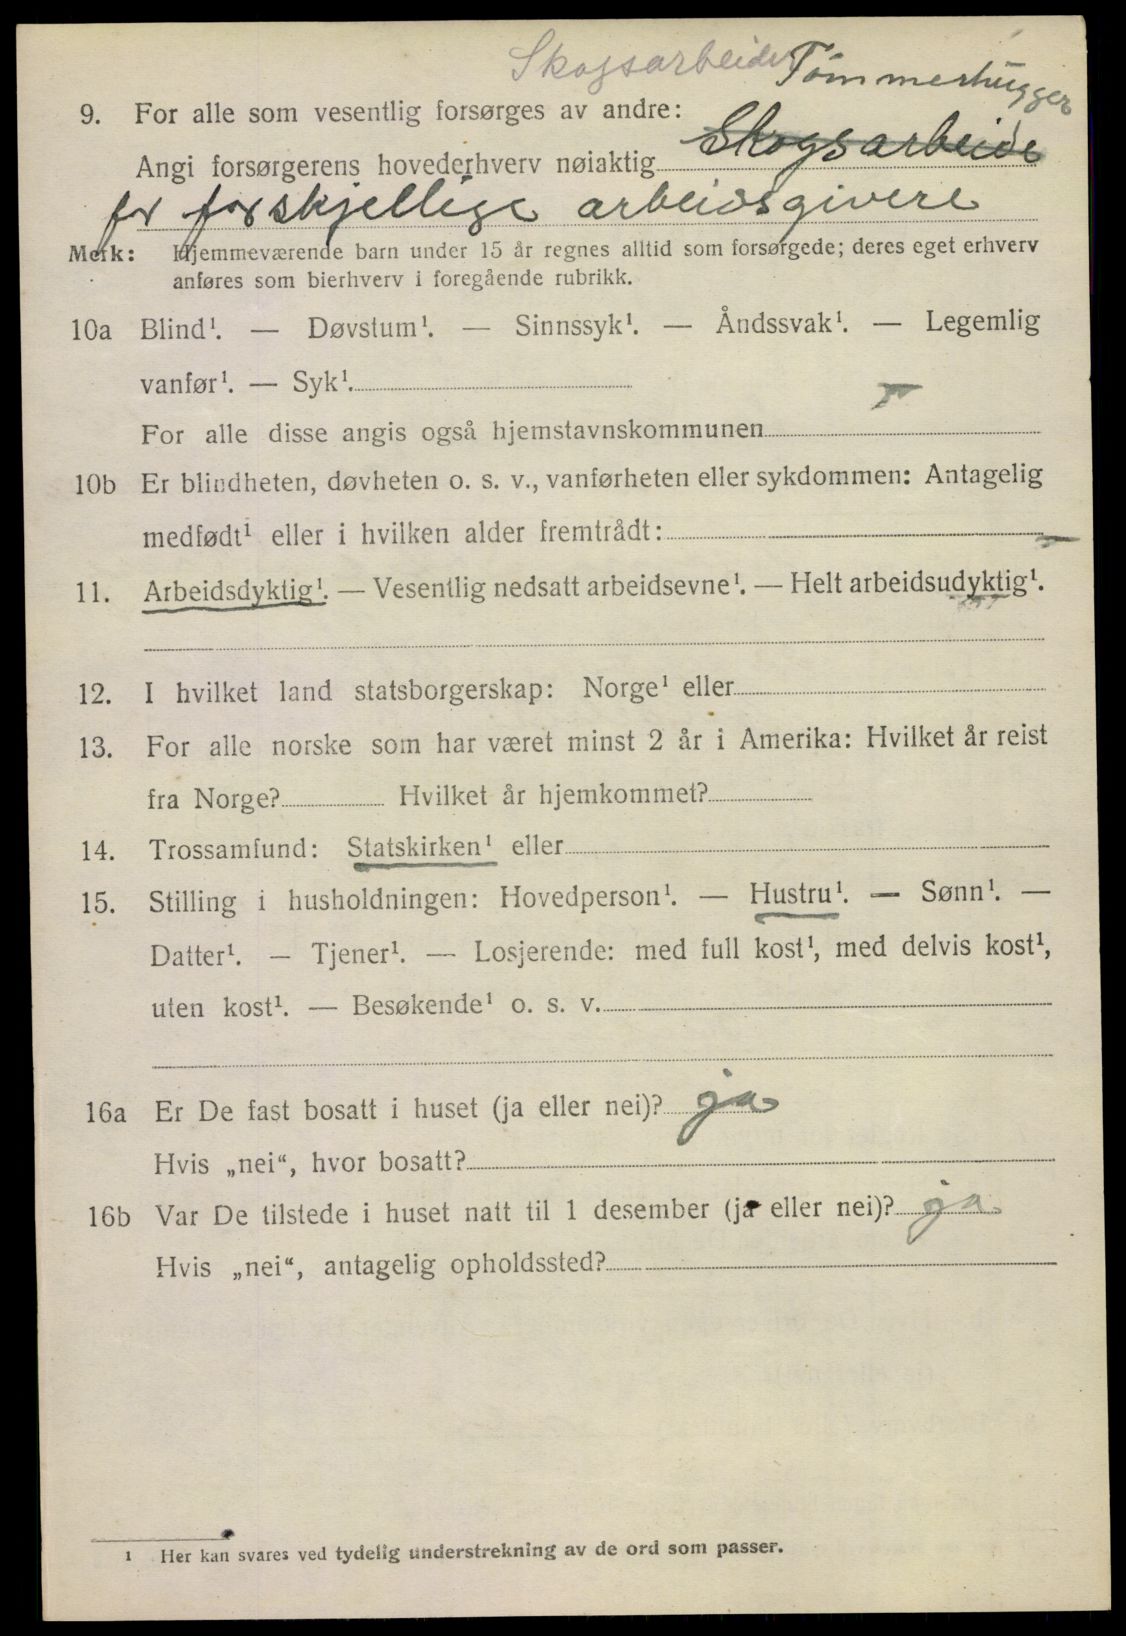 Skogsarbeider Tømmerhugger
9. For alle som vesentlig forsørges av andre:
Angi forsørgerens hovederhverv nøiaktig Skogsarbeide
for forskjellige arbeidsgivere
Merk: Hjemmeværende barn under 15 år regnes alltid som forsørgede; deres eget erhverv
anføres som bierhverv i foregående rubrikk.
10a Blind¹. — Døvstum¹. — Sinnssyk¹. — Åndssvak¹. — Legemlig
vanfør¹. — Syk¹.
For alle disse angis også hjemstavnskommunen
10b Er blindheten, døvheten o. s. v., vanførheten eller sykdommen: Antagelig
medfødt¹ eller i hvilken alder fremtrådt:
11. Arbeidsdyktig¹. — Vesentlig nedsatt arbeidsevne¹. — Helt arbeidsudyktig¹.
12. I hvilket land statsborgerskap: Norge¹ eller
13. For alle norske som har været minst 2 år i Amerika: Hvilket år reist
fra Norge? Hvilket år hjemkommet?
14. Trossamfund: Statskirken¹ eller
15. Stilling i husholdningen: Hovedperson¹. — Hustru¹. — Sønn¹. —
Datter¹. — Tjener¹. — Losjerende: med full kost¹, med delvis kost¹,
uten kost¹. — Besøkende¹ o. s. v.
16a Er De fast bosatt i huset (ja eller nei)? ja
Hvis „nei“, hvor bosatt?
16b Var De tilstede i huset natt til 1 desember (ja eller nei)? ja
Hvis „nei“, antagelig opholdssted?
¹ Her kan svares ved tydelig understrekning av de ord som passer.